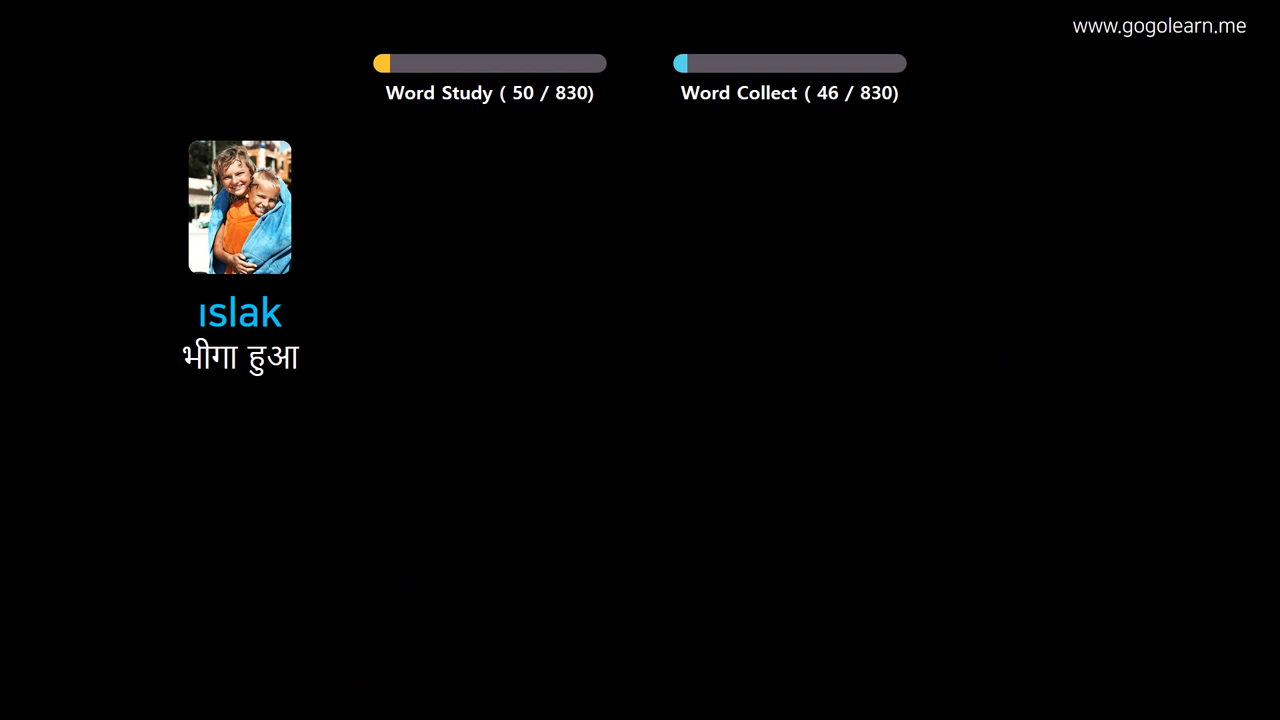 www.gogolearn.me
Word Study ( 50 / 830)
Word Collect ( 46 / 830)
ıslak
भीगा हुआ